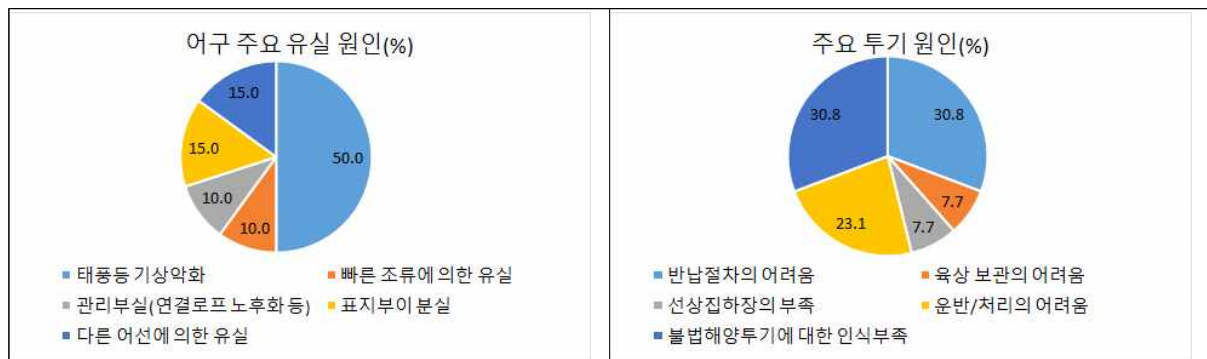 어구 주요 유실 원인(%)
15.0
50.0
15.0
10.0
10.0
태풍등 기상악화
빠른 조류에 의한 유실
관리부실(연결로프 노후화 등)
표지부이 분실
다른 어선에 의한 유실
주요 투기 원인(%)
30.8
30.8
7.7
23.1
7.7
반납절차의 어려움
육상 보관의 어려움
선상집하장의 부족
운반/처리의 어려움
불법해양투기에 대한 인식부족